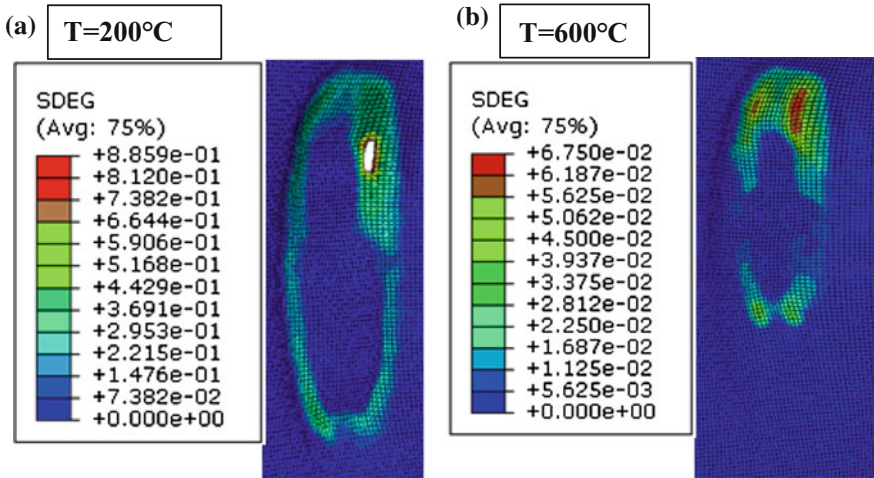 (a) T=200°C
SDEG
(Avg: 75%)
+8.859e-01
+8.120e-01
+7.382e-01
+6.644e-01
+5.906e-01
+5.168e-01
+4.429e-01
+3.691e-01
+2.953e-01
+2.215e-01
+1.476e-01
+7.382e-02
+0.000e+00
(b) T=600°C
SDEG
(Avg: 75%)
+6.750e-02
+6.187e-02
+5.625e-02
+5.062e-02
+4.500e-02
+3.937e-02
+3.375e-02
+2.812e-02
+2.250e-02
+1.687e-02
+1.125e-02
+5.625e-03
+0.000e+00